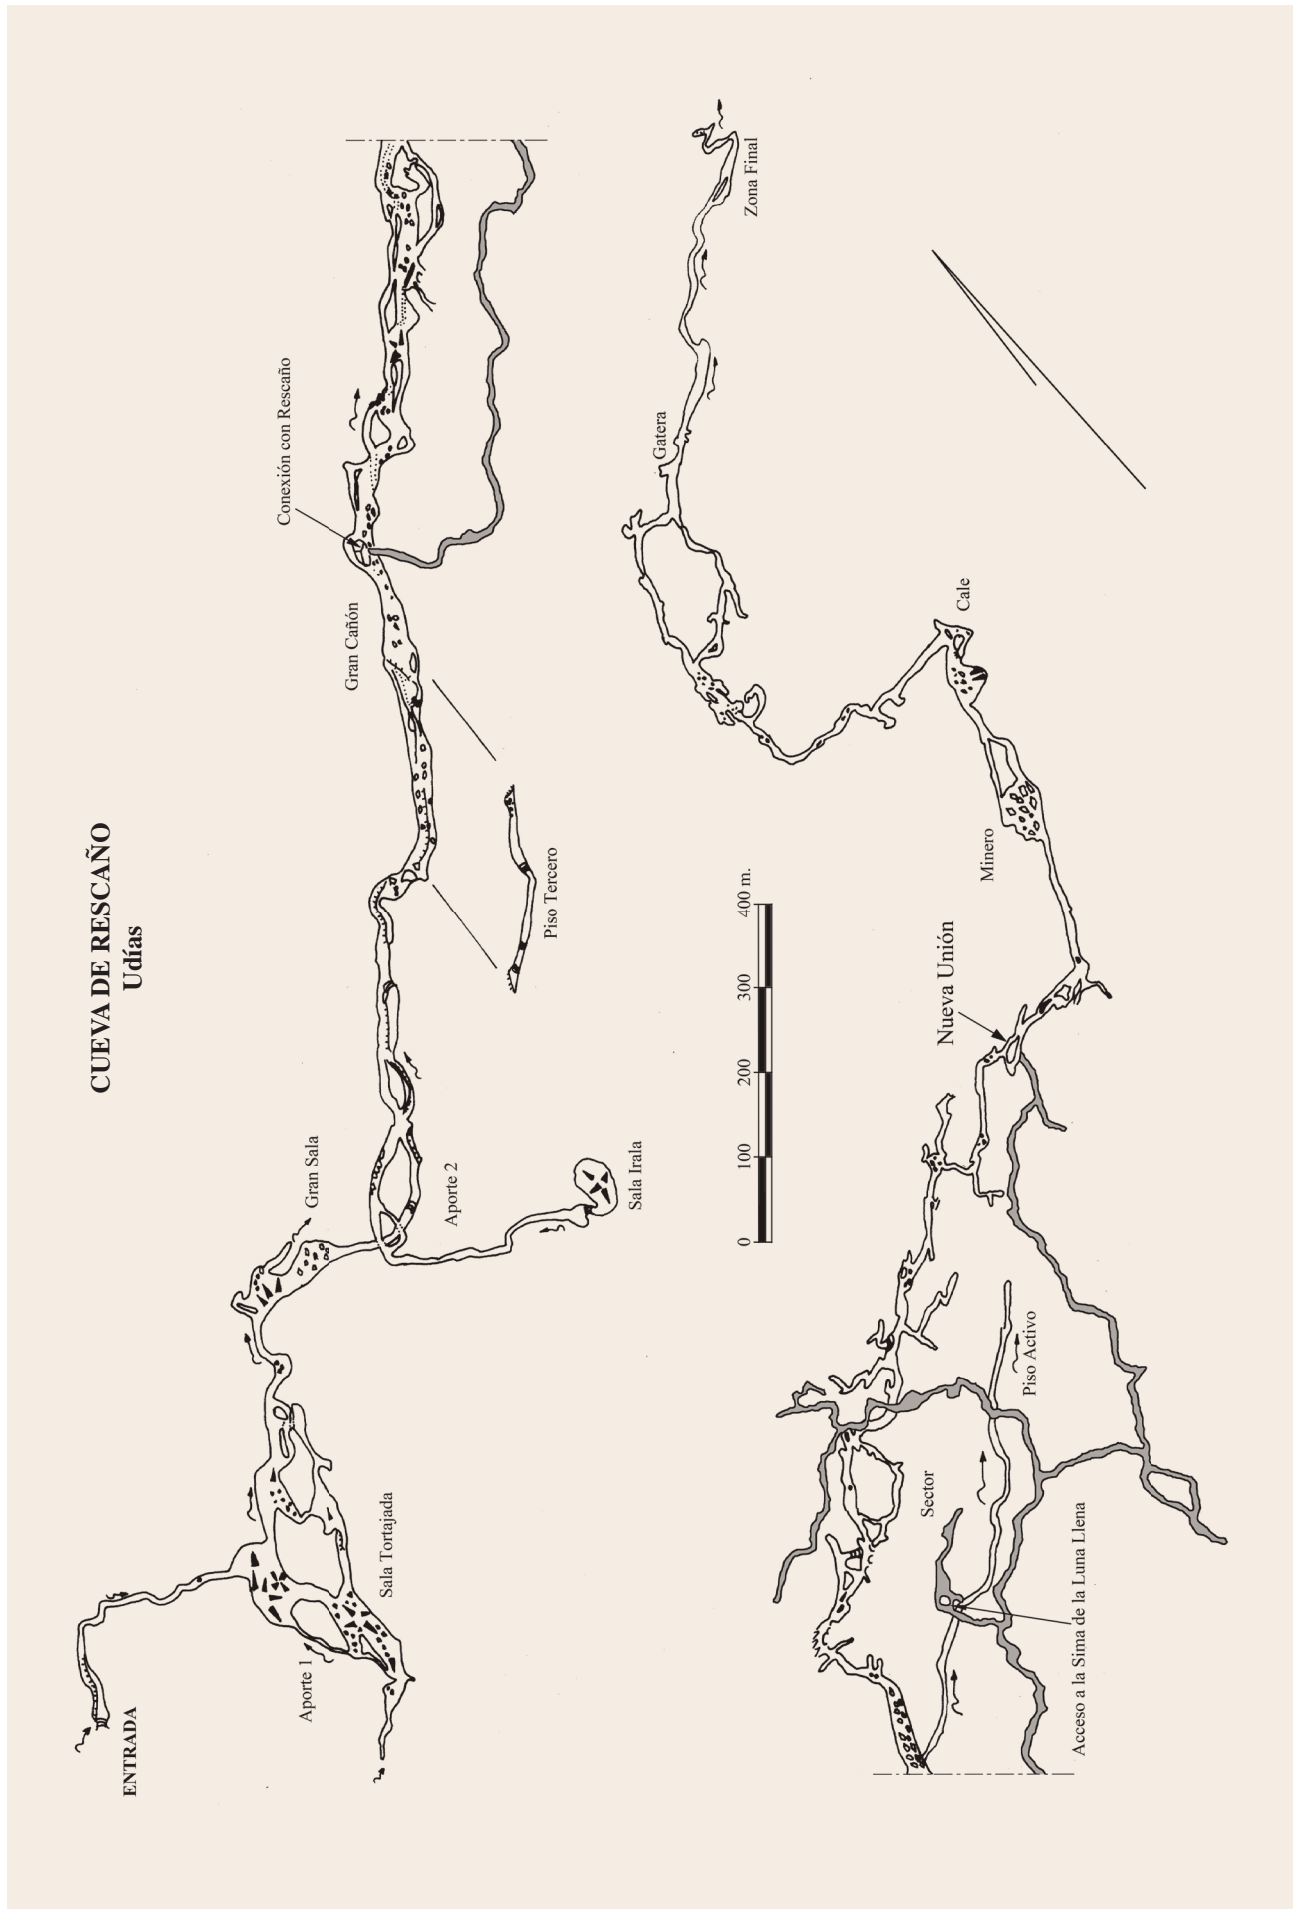 CUEVA DE RESCAÑO
Udías
ENTRADA
Aporte 1
Sala Tortajada
Gran Sala
Aporte 2
Sala Irala
Piso Tercero
Gran Cañón
Conexión con Rescaño
0 100 200 300 400 m.
Acceso a la Sima de la Luna Llena
Sector
Piso Activo
Nueva Unión
Minero
Cale
Gatera
Zona Final